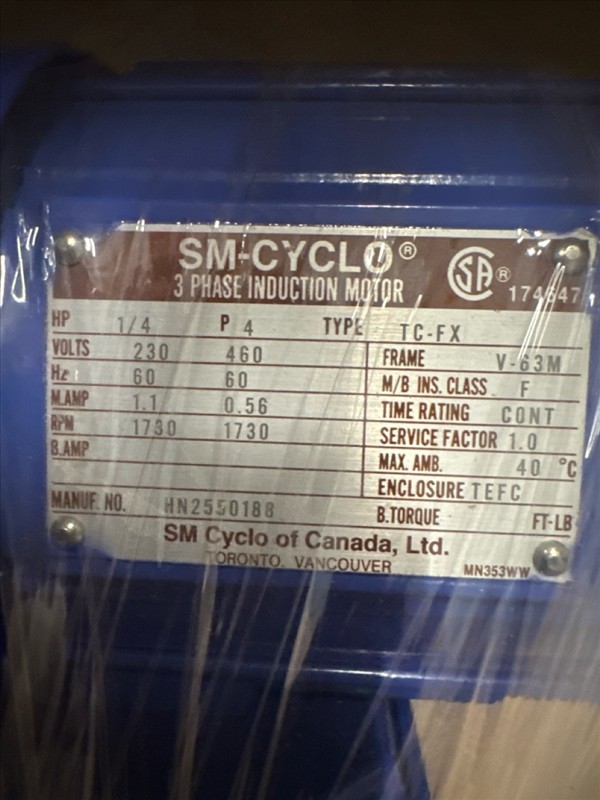 SM-CYCLO®
3 PHASE INDUCTION MOTOR
SA ® 174647
HP 1/4 P 4 TYPE TC-FX
VOLTS 230 460
FRAME V-63M
Hz 60 60
M/B INS. CLASS F
M.AMP 1.1 0.56
TIME RATING CONT
RPM 1730 1730
SERVICE FACTOR 1.0
B.AMP
MAX. AMB. 40 °C
ENCLOSURE TEFC
MANUF. NO. HN2550188
B.TORQUE FT-LB
SM Cyclo of Canada, Ltd.
TORONTO, VANCOUVER
MN353WW